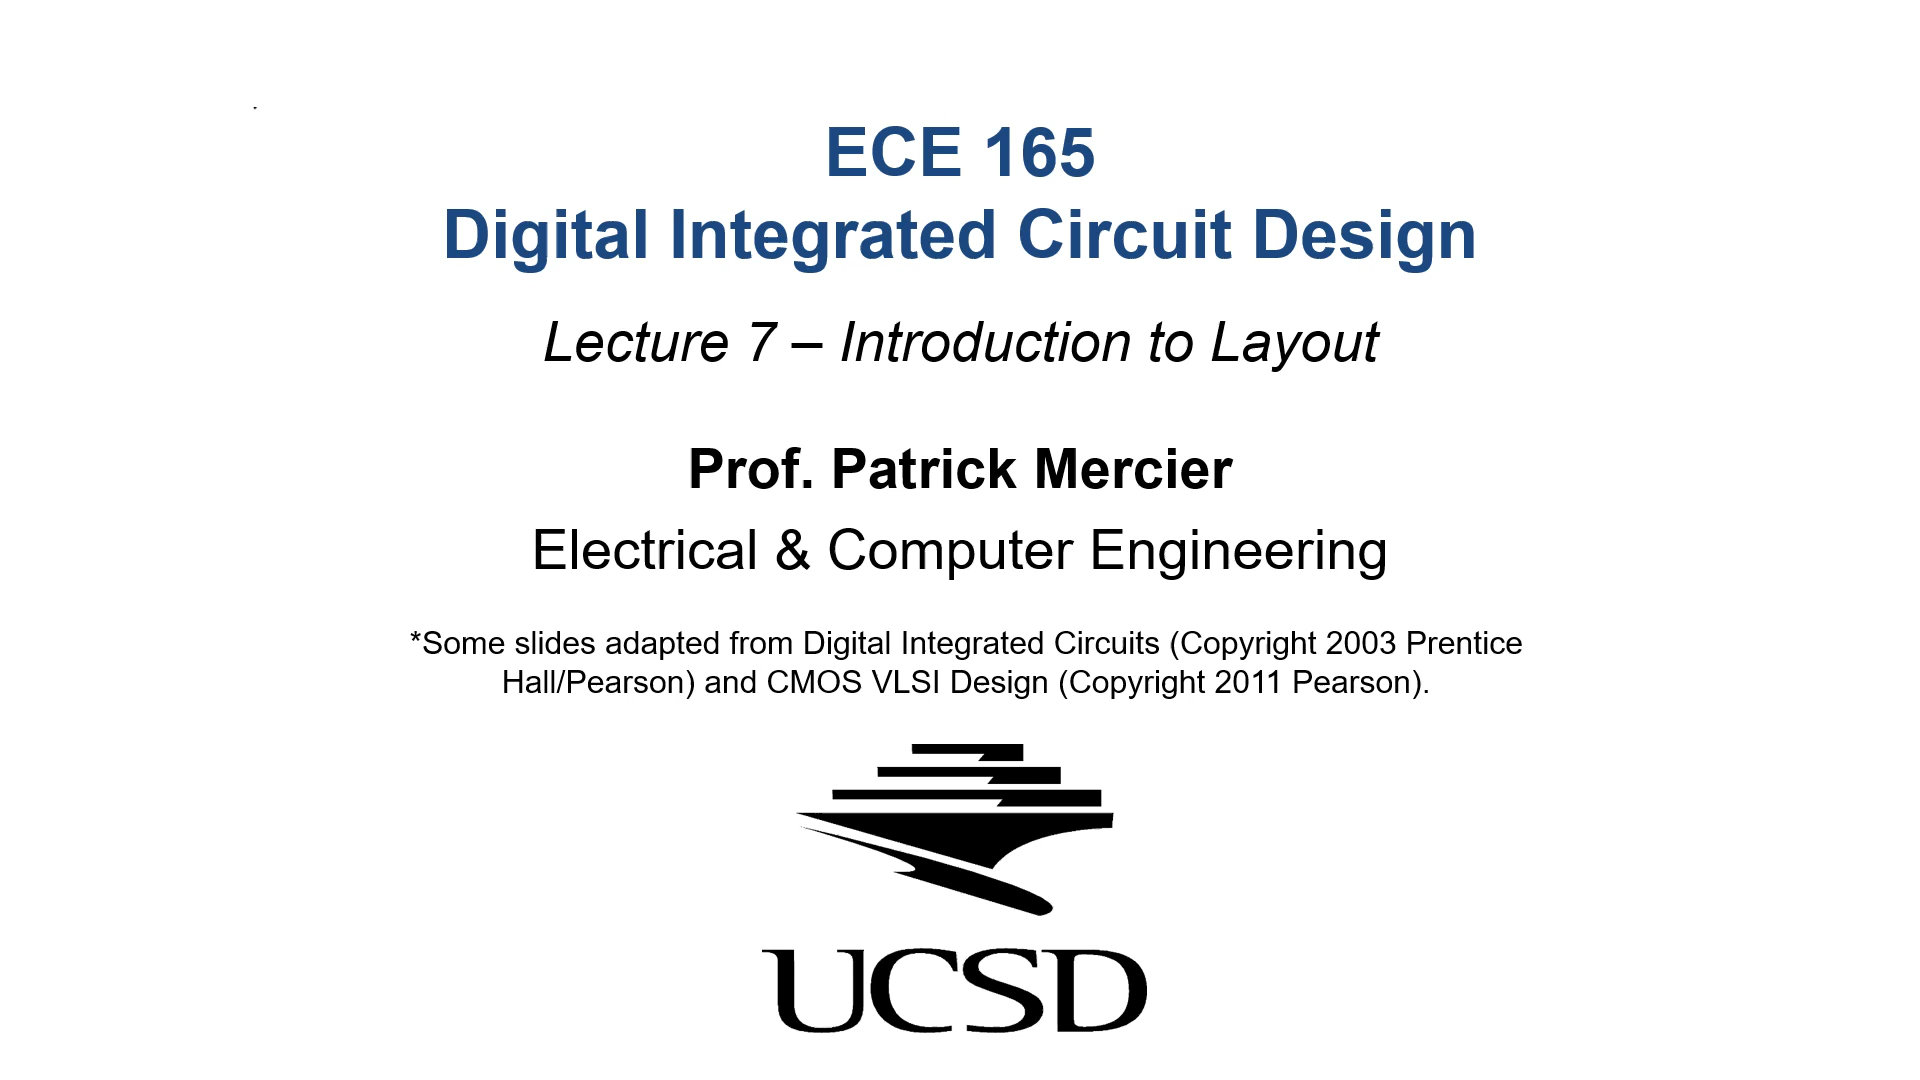 ECE 165
Digital Integrated Circuit Design
Lecture 7 – Introduction to Layout
Prof. Patrick Mercier
Electrical & Computer Engineering
*Some slides adapted from Digital Integrated Circuits (Copyright 2003 Prentice
Hall/Pearson) and CMOS VLSI Design (Copyright 2011 Pearson).
UCSD